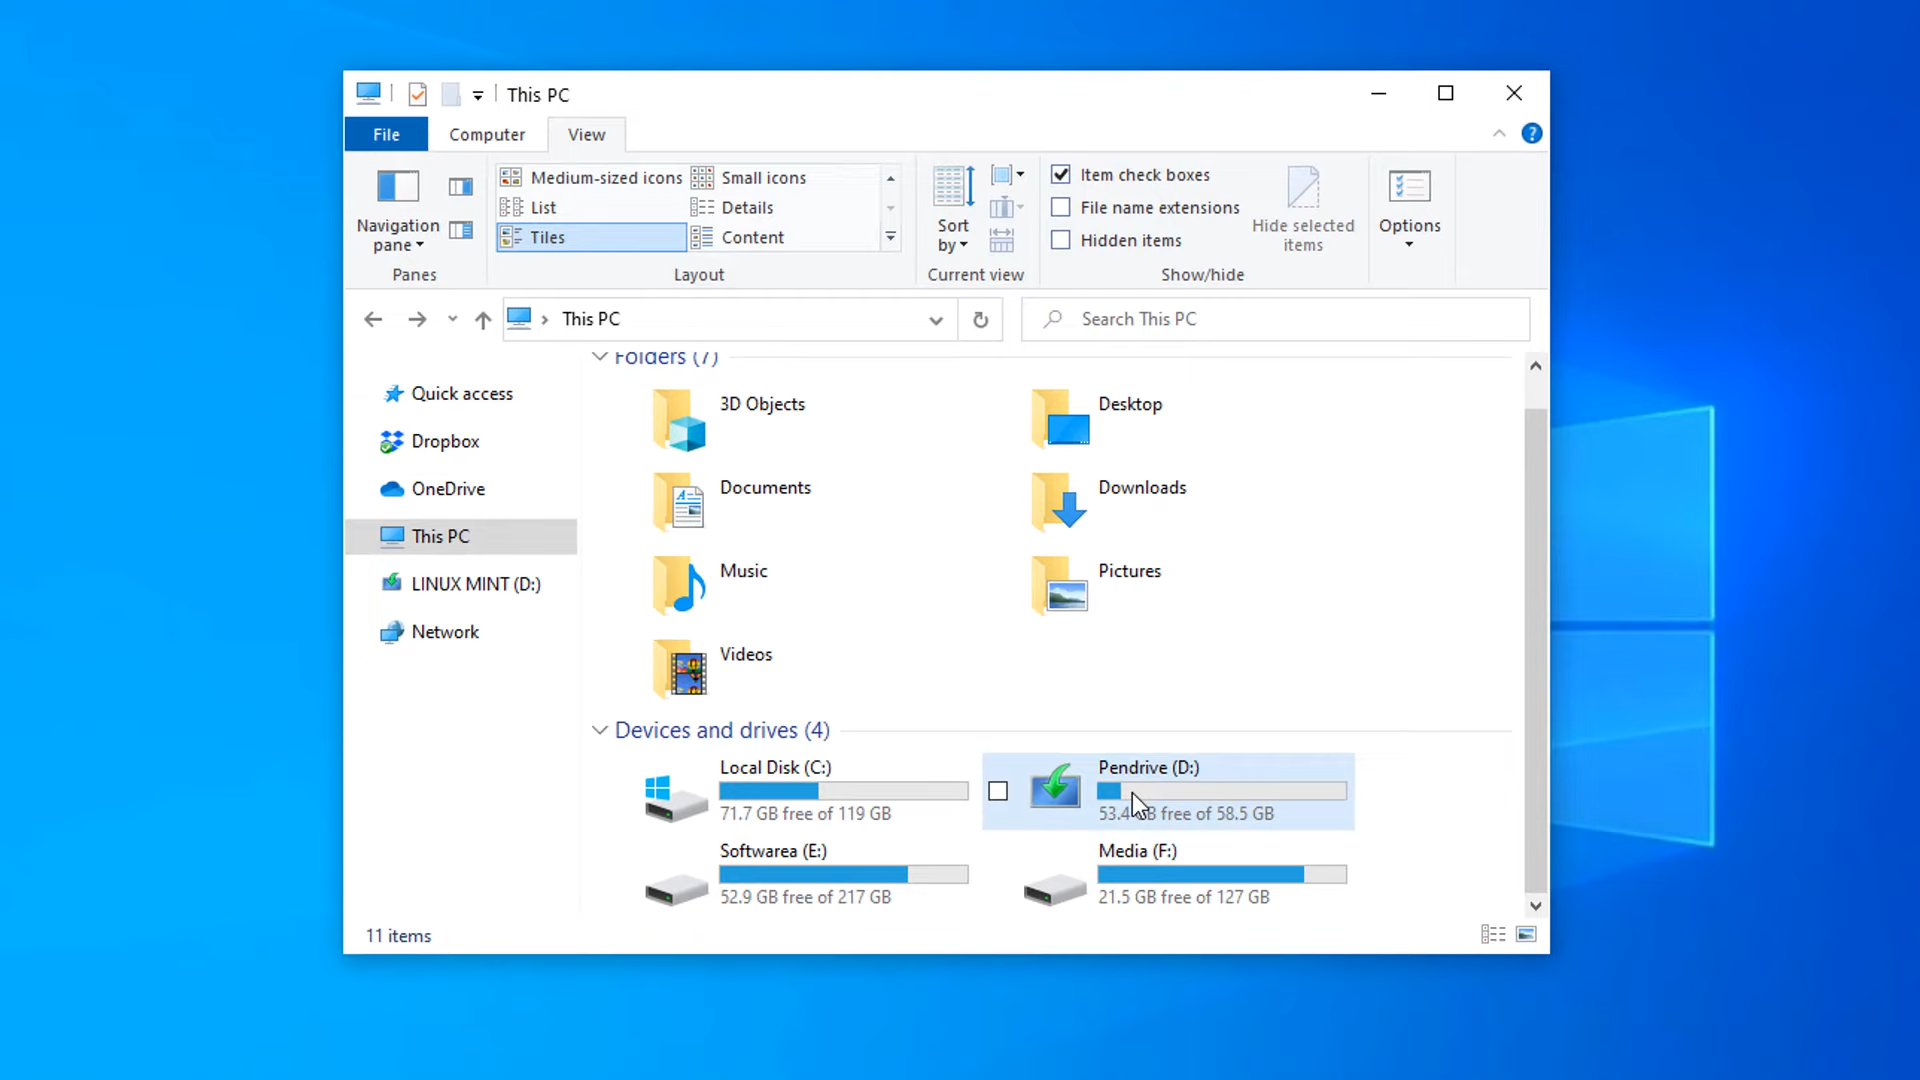 This PC
File Computer View
Navigation pane
Panes
Medium-sized icons Small icons
List Details
Tiles Content
Layout
Sort by
Current view
Item check boxes
File name extensions
Hidden items
Hide selected items
Show/hide
Options
This PC
Search This PC
Quick access
Dropbox
OneDrive
This PC
LINUX MINT (D:)
Network
Folders (7)
3D Objects
Desktop
Documents
Downloads
Music
Pictures
Videos
Devices and drives (4)
Local Disk (C:)
71.7 GB free of 119 GB
Pendrive (D:)
free of 58.5 GB
Softwarea (E:)
52.9 GB free of 217 GB
Media (F:)
21.5 GB free of 127 GB
11 items